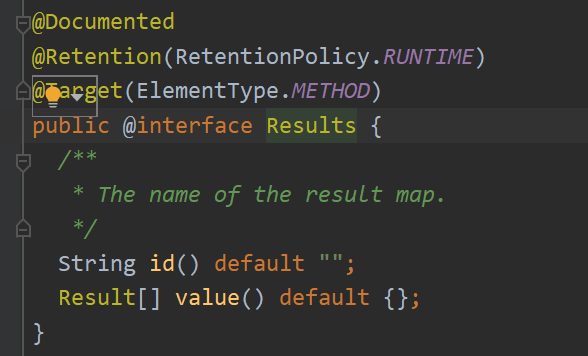 @Documented
@Retention(RetentionPolicy.RUNTIME)
@Target(ElementType.METHOD)
public @interface Results {
/**
* The name of the result map.
*/
String id() default "";
Result[] value() default {};
}